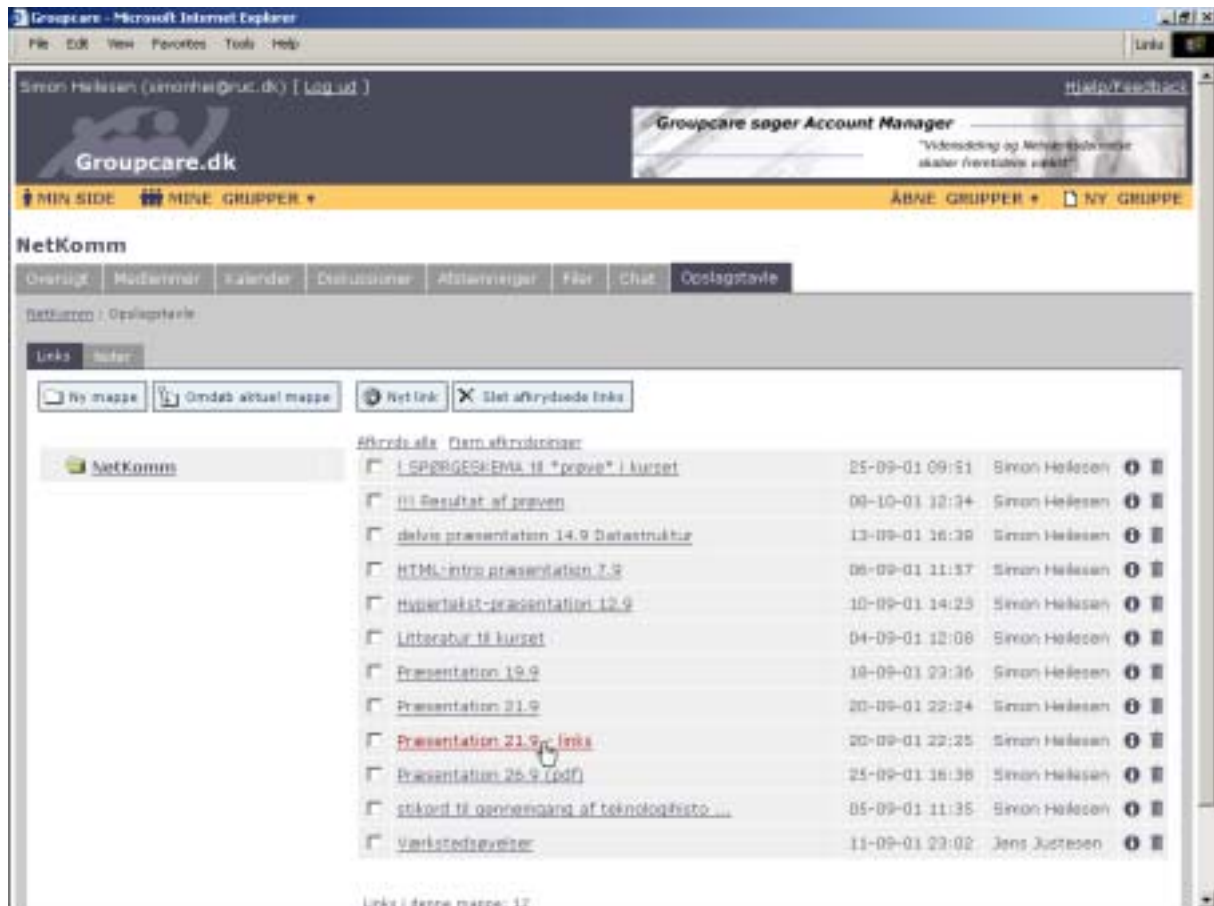 Groupcare - Microsoft Internet Explorer
File Edit View Favorites Tools Help
Links
Simon Heilesen (simonhei@ruc.dk) [ Log ud ]
Hjælp/Feedback
Groupcare.dk
Groupcare søger Account Manager
"Vidensdeling og
skaber fremtidens
MIN SIDE MINE GRUPPER
ÅBNE GRUPPER NY GRUPPE
NetKomm
Oversigt Medlemmer Kalender Diskussioner Afstemninger Filer Chat Opslagstavle
NetKomm : Opslagstavle
Links Noter
Ny mappe Omdøb aktuel mappe Nyt link Slet afkrydsede links
Afkryds alle Fjern afkrydsninger
NetKomm
! SPØRGESKEMA til "prøve" i kurset 25-09-01 09:51 Simon Heilesen
!!! Resultat af prøven 08-10-01 12:34 Simon Heilesen
delvis præsentation 14.9 Datastruktur 13-09-01 16:39 Simon Heilesen
HTML-intro præsentation 7.9 06-09-01 11:57 Simon Heilesen
Hypertekst-præsentation 12.9 10-09-01 14:23 Simon Heilesen
Litteratur til kurset 04-09-01 12:08 Simon Heilesen
Præsentation 19.9 18-09-01 23:36 Simon Heilesen
Præsentation 21.9 20-09-01 22:24 Simon Heilesen
Præsentation 21.9 - links 20-09-01 22:25 Simon Heilesen
Præsentation 26.9 (pdf) 25-09-01 16:38 Simon Heilesen
stikord til gennemgang af teknologihisto ... 05-09-01 11:35 Simon Heilesen
Værkstedsøvelser 11-09-01 23:02 Jens Justesen
Links i denne mappe: 12